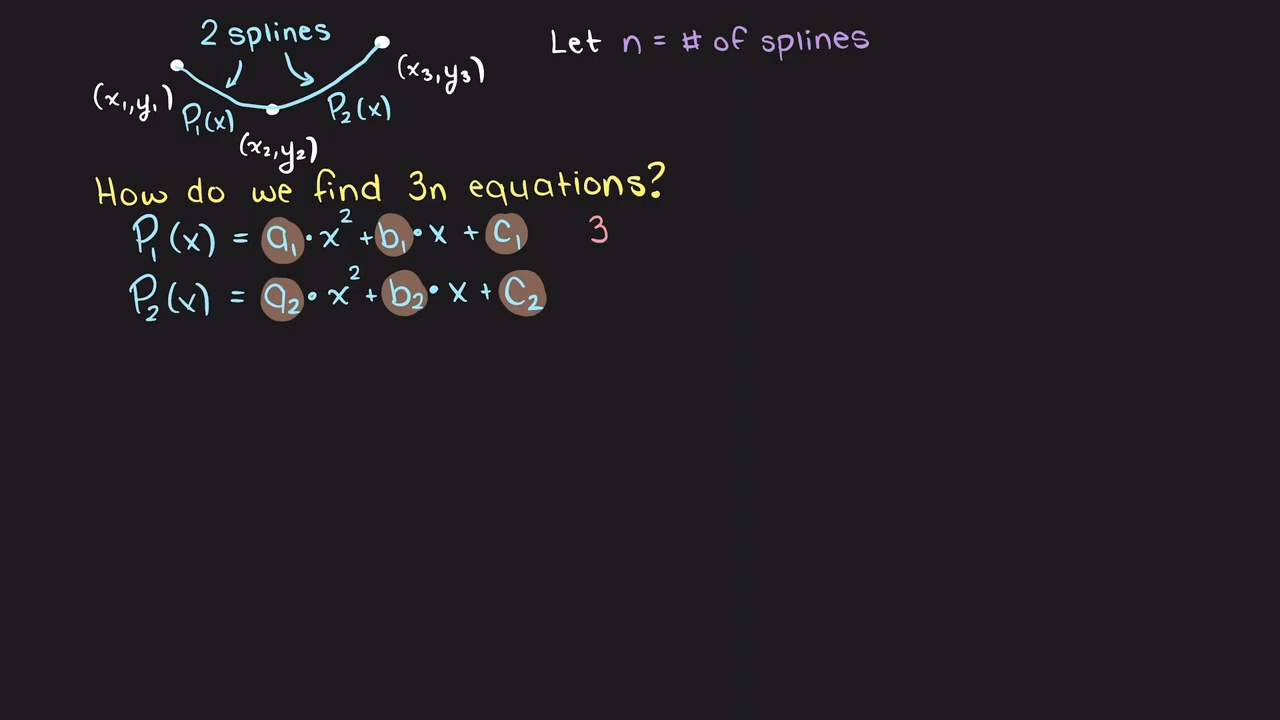 2 splines
Let n = # of splines
(x₁,y₁)
P₁(x)
(x₂,y₂)
P₂(x)
(x₃,y₃)
How do we find 3n equations?
P₁(x) = a₁·x² + b₁·x + c₁ 3
P₂(x) = a₂·x² + b₂·x + c₂